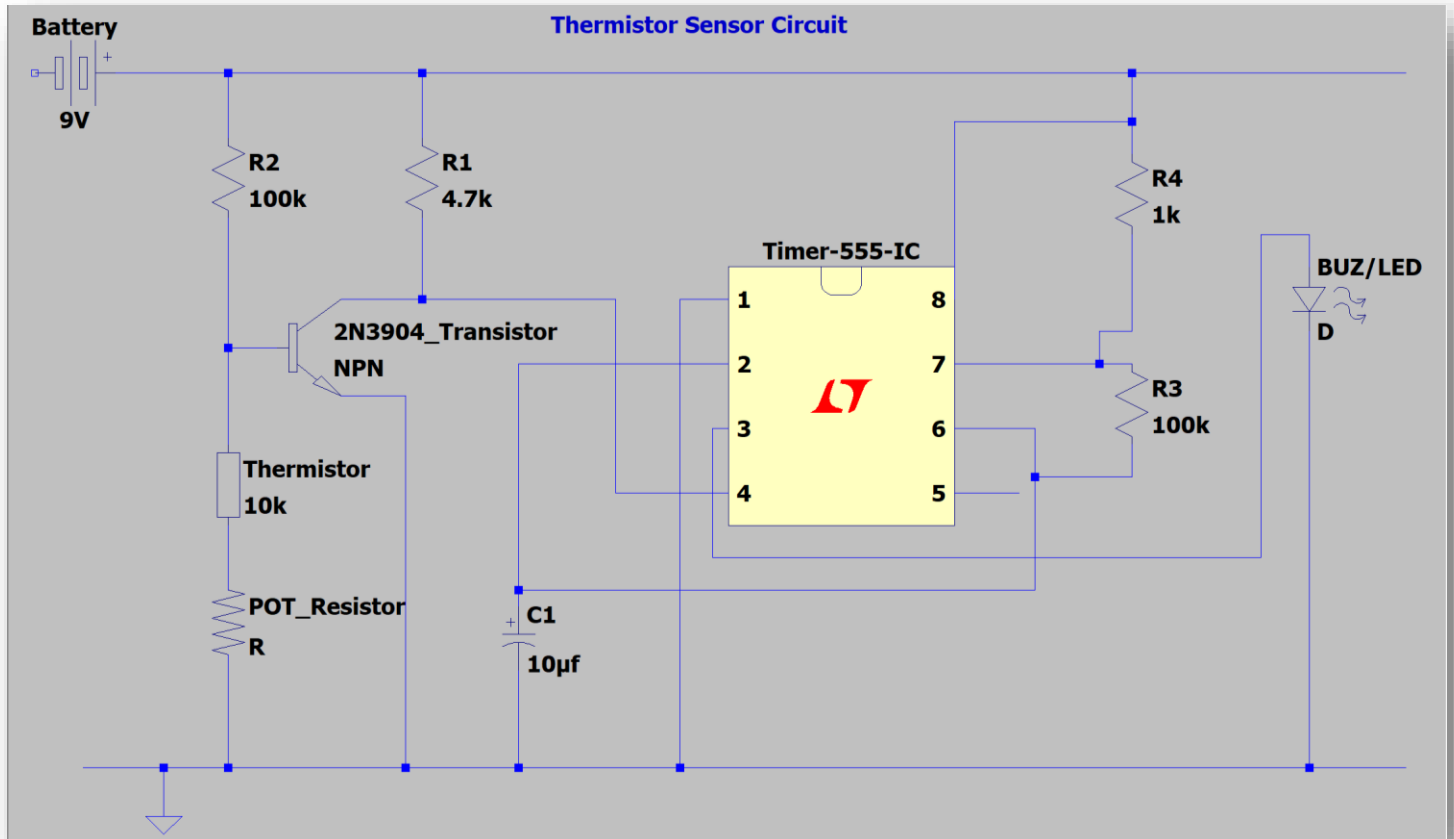 Thermistor Sensor Circuit
Battery
+
9V
R2
100k
R1
4.7k
R4
1k
Timer-555-IC
BUZ/LED
D
1
8
2N3904_Transistor
NPN
2
7
R3
100k
3
6
4
5
Thermistor
10k
POT_Resistor
R
C1
+
10µf